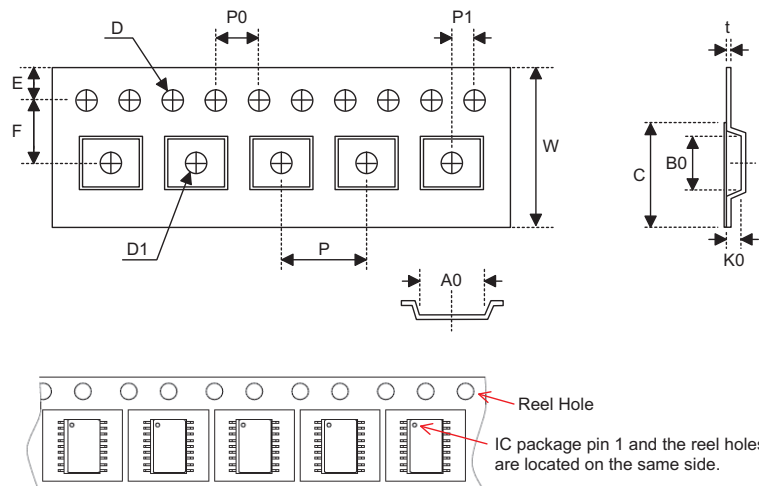 D
P0
P1
t
E
F
W
C
B0
D1
P
A0
K0
Reel Hole
IC package pin 1 and the reel holes
are located on the same side.